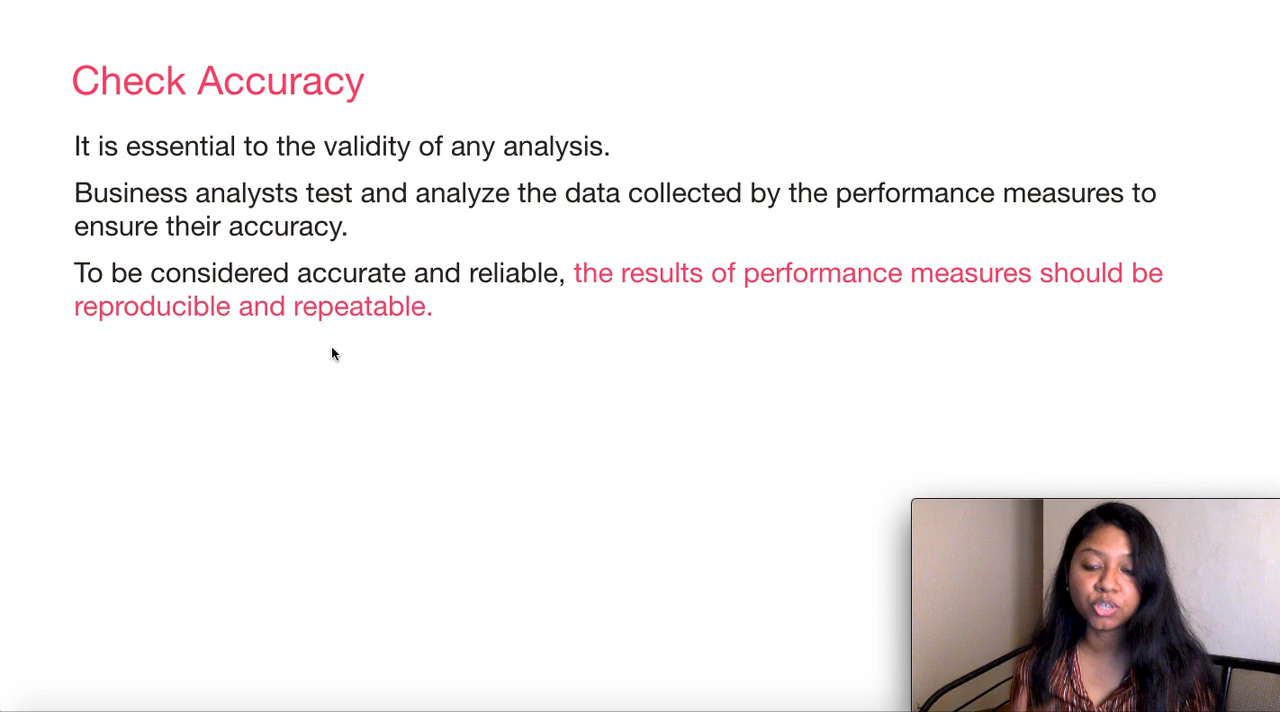 Check Accuracy
It is essential to the validity of any analysis.
Business analysts test and analyze the data collected by the performance measures to
ensure their accuracy.
To be considered accurate and reliable, the results of performance measures should be
reproducible and repeatable.